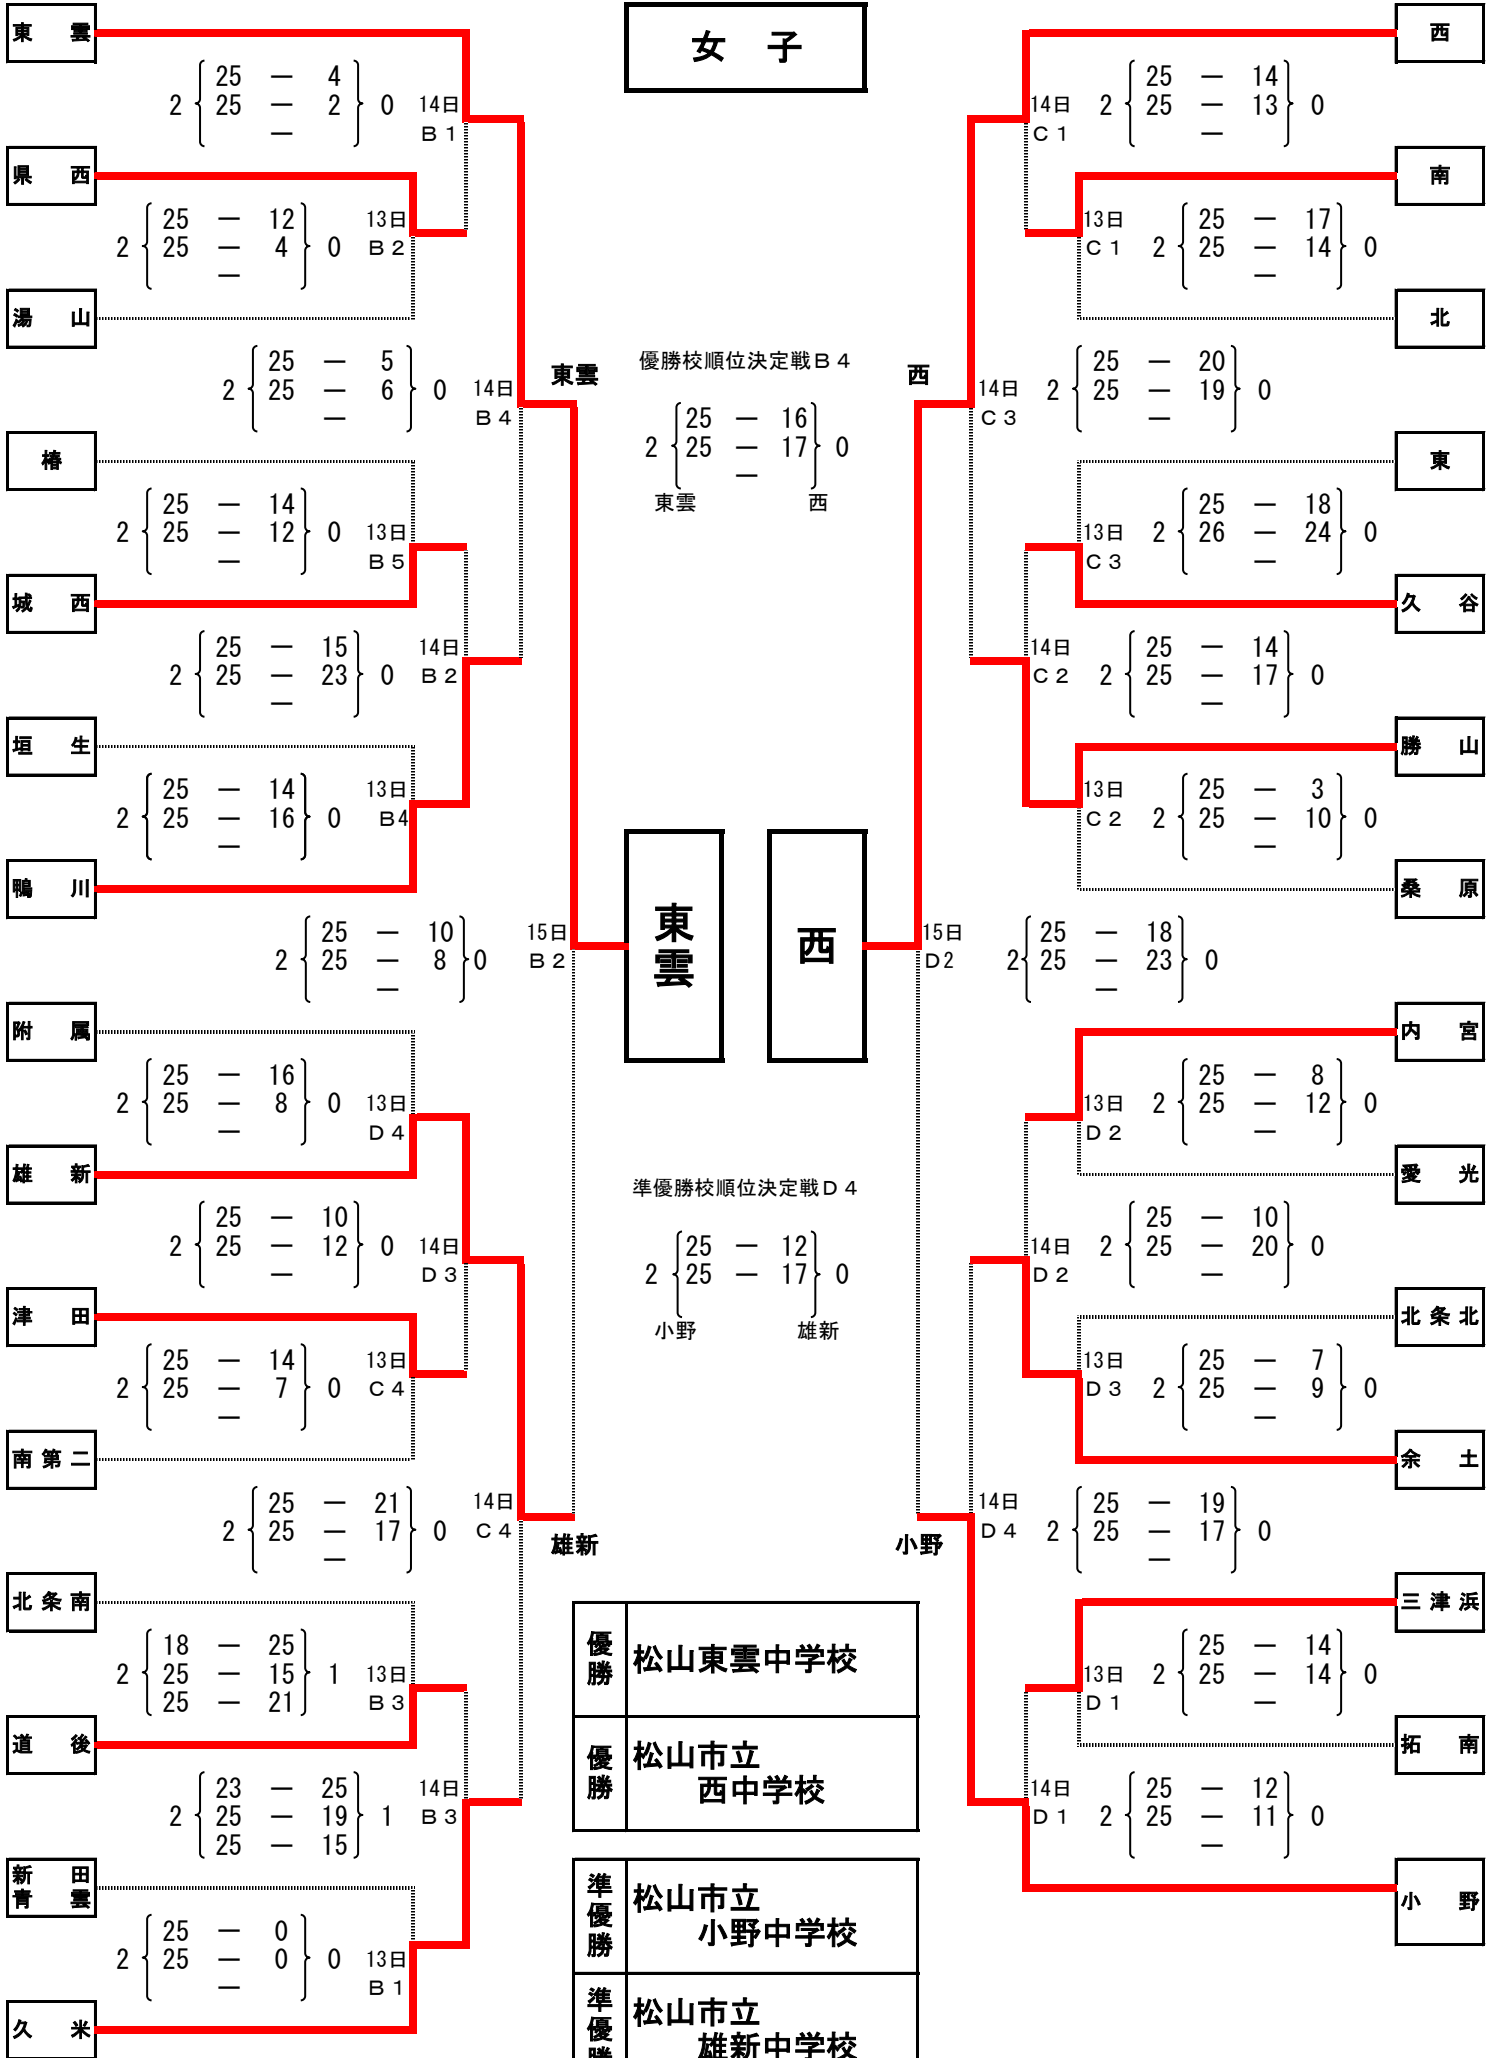 女 子
東 雲
25 ― 4
2 25 ― 2 0
―
14日
B 1
県 西
25 ― 12
2 25 ― 4 0
―
13日
B 2
湯 山
25 ― 5
2 25 ― 6 0
―
14日
B 4
東雲
椿
25 ― 14
2 25 ― 12 0
―
13日
B 5
城 西
25 ― 15
2 25 ― 23 0
―
14日
B 2
垣 生
25 ― 14
2 25 ― 16 0
―
13日
B4
鴨 川
25 ― 10
2 25 ― 8 0
―
15日
B 2
附 属
25 ― 16
2 25 ― 8 0
―
13日
D 4
雄 新
25 ― 10
2 25 ― 12 0
―
14日
D 3
津 田
25 ― 14
2 25 ― 7 0
―
13日
C 4
南 第 二
25 ― 21
2 25 ― 17 0
―
14日
C 4
雄新
北 条 南
18 ― 25
2 25 ― 15 1
25 ― 21
13日
B 3
道 後
23 ― 25
2 25 ― 19 1
25 ― 15
14日
B 3
新 田
青 雲
25 ― 0
2 25 ― 0 0
―
13日
B 1
久 米
優勝校順位決定戦B 4
25 ― 16
2 25 ― 17 0
―
東雲 西
東雲
西
準優勝校順位決定戦D 4
25 ― 12
2 25 ― 17 0
小野 雄新
優勝
松山東雲中学校
優勝
松山市立
西中学校
準優勝
松山市立
小野中学校
準優勝
松山市立
雄新中学校
西
14日
C 1
25 ― 14
2 25 ― 13 0
―
南
13日
C 1
25 ― 17
2 25 ― 14 0
―
北
西
14日
C 3
25 ― 20
2 25 ― 19 0
―
東
13日
C 3
25 ― 18
2 26 ― 24 0
―
久 谷
14日
C 2
25 ― 14
2 25 ― 17 0
―
勝 山
13日
C 2
25 ― 3
2 25 ― 10 0
―
桑 原
15日
D2
25 ― 18
2 25 ― 23 0
―
内 宮
13日
D 2
25 ― 8
2 25 ― 12 0
―
愛 光
14日
D 2
25 ― 10
2 25 ― 20 0
―
北 条 北
13日
D 3
25 ― 7
2 25 ― 9 0
―
余 土
小野
14日
D 4
25 ― 19
2 25 ― 17 0
―
三 津 浜
13日
D 1
25 ― 14
2 25 ― 14 0
―
拓 南
14日
D 1
25 ― 12
2 25 ― 11 0
―
小 野